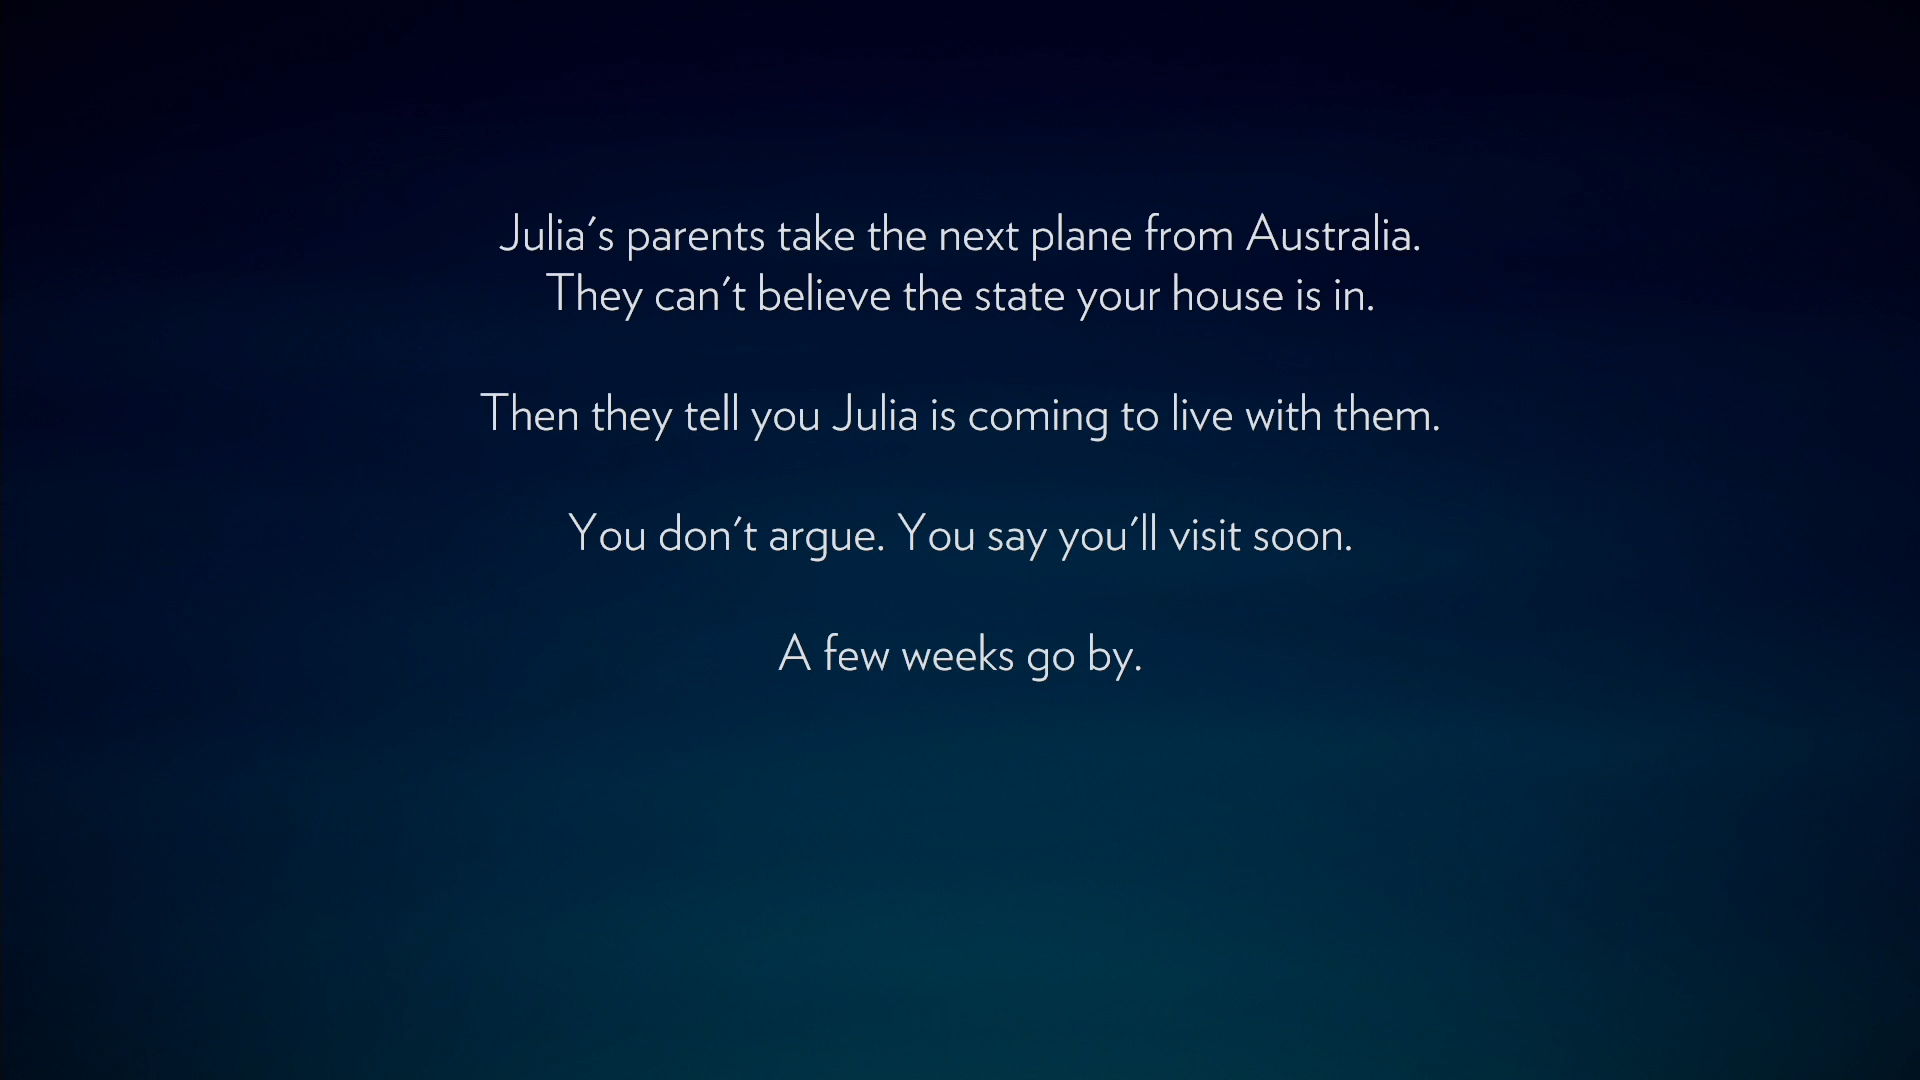 Julia's parents take the next plane from Australia.
They can't believe the state your house is in.
Then they tell you Julia is coming to live with them.
You don't argue. You say you'll visit soon.
A few weeks go by.